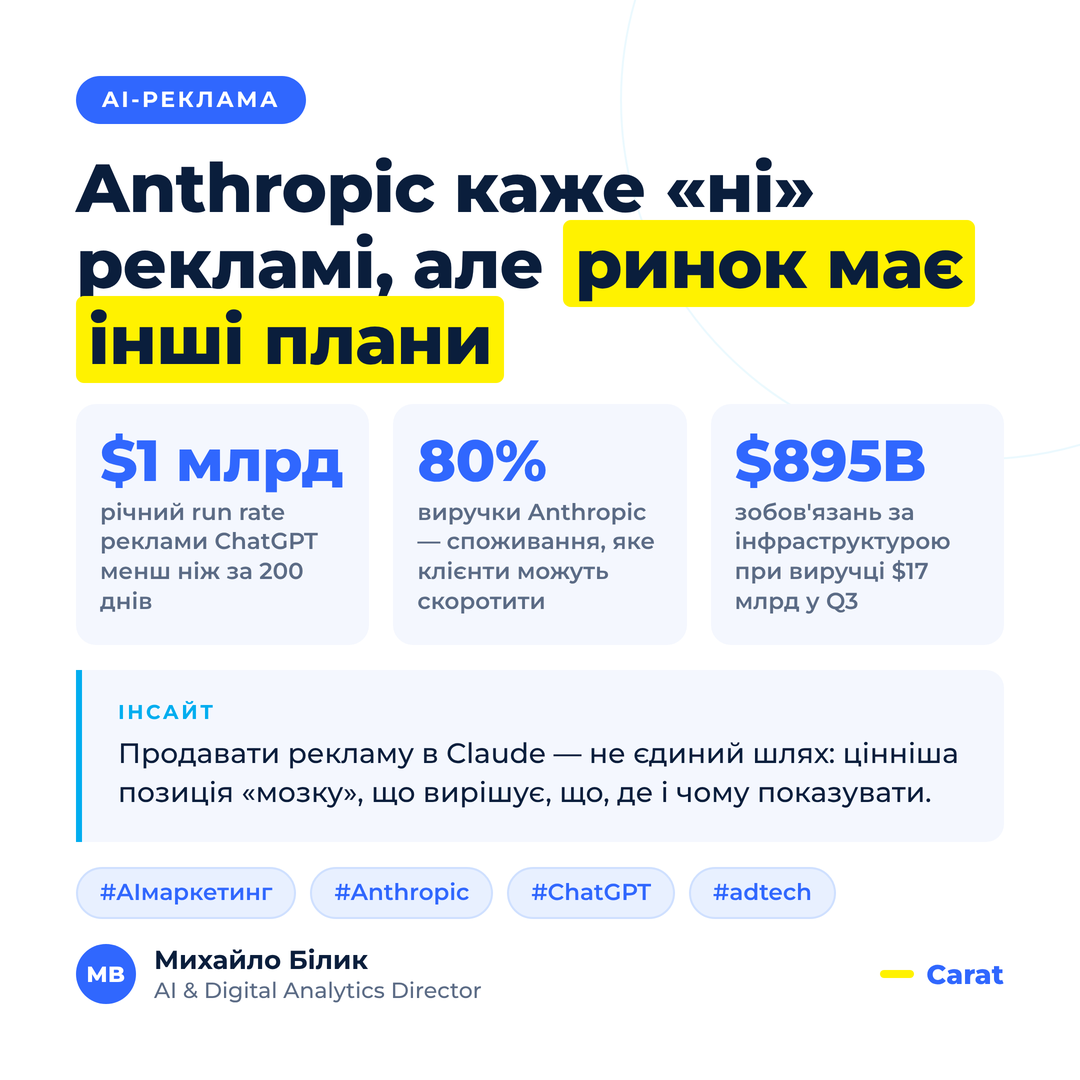 AI-РЕКЛАМА
Anthropic каже «ні»
рекламі, але ринок має
інші плани
$1 млрд
річний run rate
реклами ChatGPT
менш ніж за 200
днів
80%
виручки Anthropic
— споживання, яке
клієнти можуть
скоротити
$895B
зобов'язань за
інфраструктурою
при виручці $17
млрд у Q3
ІНСАЙТ
Продавати рекламу в Claude — не єдиний шлях: цінніша
позиція «мозку», що вирішує, що, де і чому показувати.
#AIмаркетинг #Anthropic #ChatGPT #adtech
МВ
Михайло Білик
AI & Digital Analytics Director
Carat